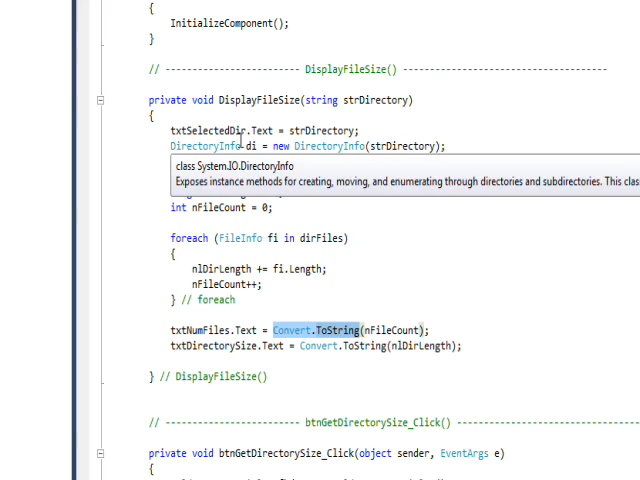 {
InitializeComponent();
}
// ------------------------- DisplayFileSize() --------------------------------------
private void DisplayFileSize(string strDirectory)
{
txtSelectedDir.Text = strDirectory;
DirectoryInfo di = new DirectoryInfo(strDirectory);
class System.IO.DirectoryInfo
Exposes instance methods for creating, moving, and enumerating through directories and subdirectories. This clas
int nFileCount = 0;
foreach (FileInfo fi in dirFiles)
{
nlDirLength += fi.Length;
nFileCount++;
} // foreach
txtNumFiles.Text = Convert.ToString(nFileCount);
txtDirectorySize.Text = Convert.ToString(nlDirLength);
} // DisplayFileSize()
// ------------------------- btnGetDirectorySize_Click() ----------------------------------
private void btnGetDirectorySize_Click(object sender, EventArgs e)
{